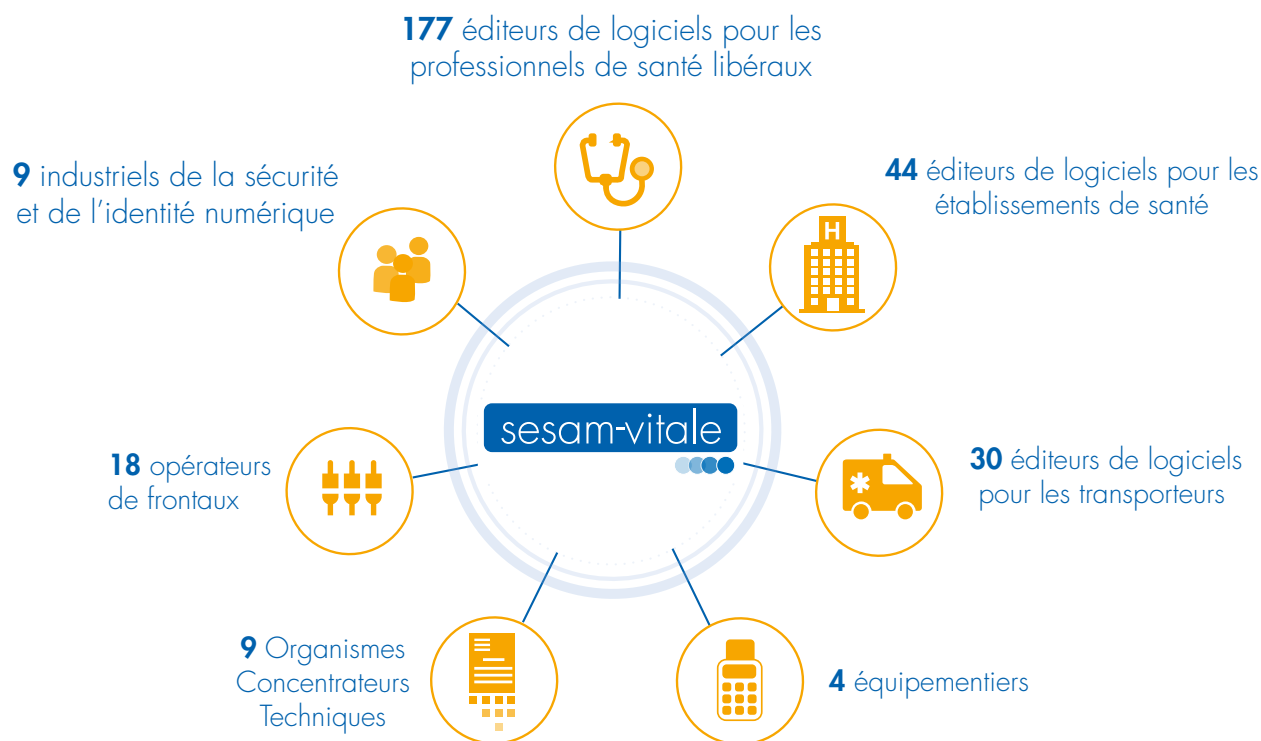 177 éditeurs de logiciels pour les
professionnels de santé libéraux
9 industriels de la sécurité
et de l'identité numérique
44 éditeurs de logiciels pour les
établissements de santé
H
sesam-vitale
18 opérateurs
de frontaux
30 éditeurs de logiciels
pour les transporteurs
9 Organismes
Concentrateurs
Techniques
4 équipementiers